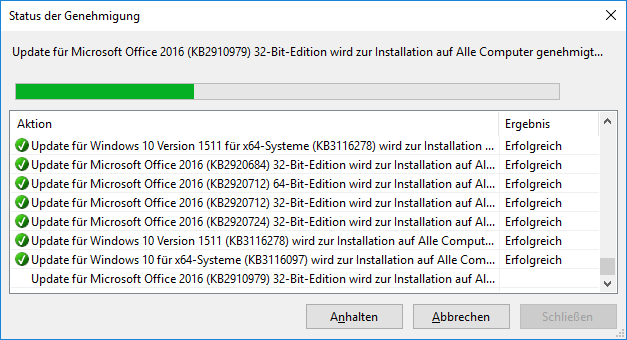 Status der Genehmigung
Update für Microsoft Office 2016 (KB2910979) 32-Bit-Edition wird zur Installation auf Alle Computer genehmigt...
Aktion Ergebnis
Update für Windows 10 Version 1511 für x64-Systeme (KB3116278) wird zur Installation ... Erfolgreich
Update für Microsoft Office 2016 (KB2920684) 32-Bit-Edition wird zur Installation auf Al... Erfolgreich
Update für Microsoft Office 2016 (KB2920712) 64-Bit-Edition wird zur Installation auf Al... Erfolgreich
Update für Microsoft Office 2016 (KB2920712) 32-Bit-Edition wird zur Installation auf Al... Erfolgreich
Update für Microsoft Office 2016 (KB2920724) 32-Bit-Edition wird zur Installation auf Al... Erfolgreich
Update für Windows 10 Version 1511 (KB3116278) wird zur Installation auf Alle Comput... Erfolgreich
Update für Windows 10 für x64-Systeme (KB3116097) wird zur Installation auf Alle Com... Erfolgreich
Update für Microsoft Office 2016 (KB2910979) 32-Bit-Edition wird zur Installation auf Al...
Anhalten Abbrechen Schließen